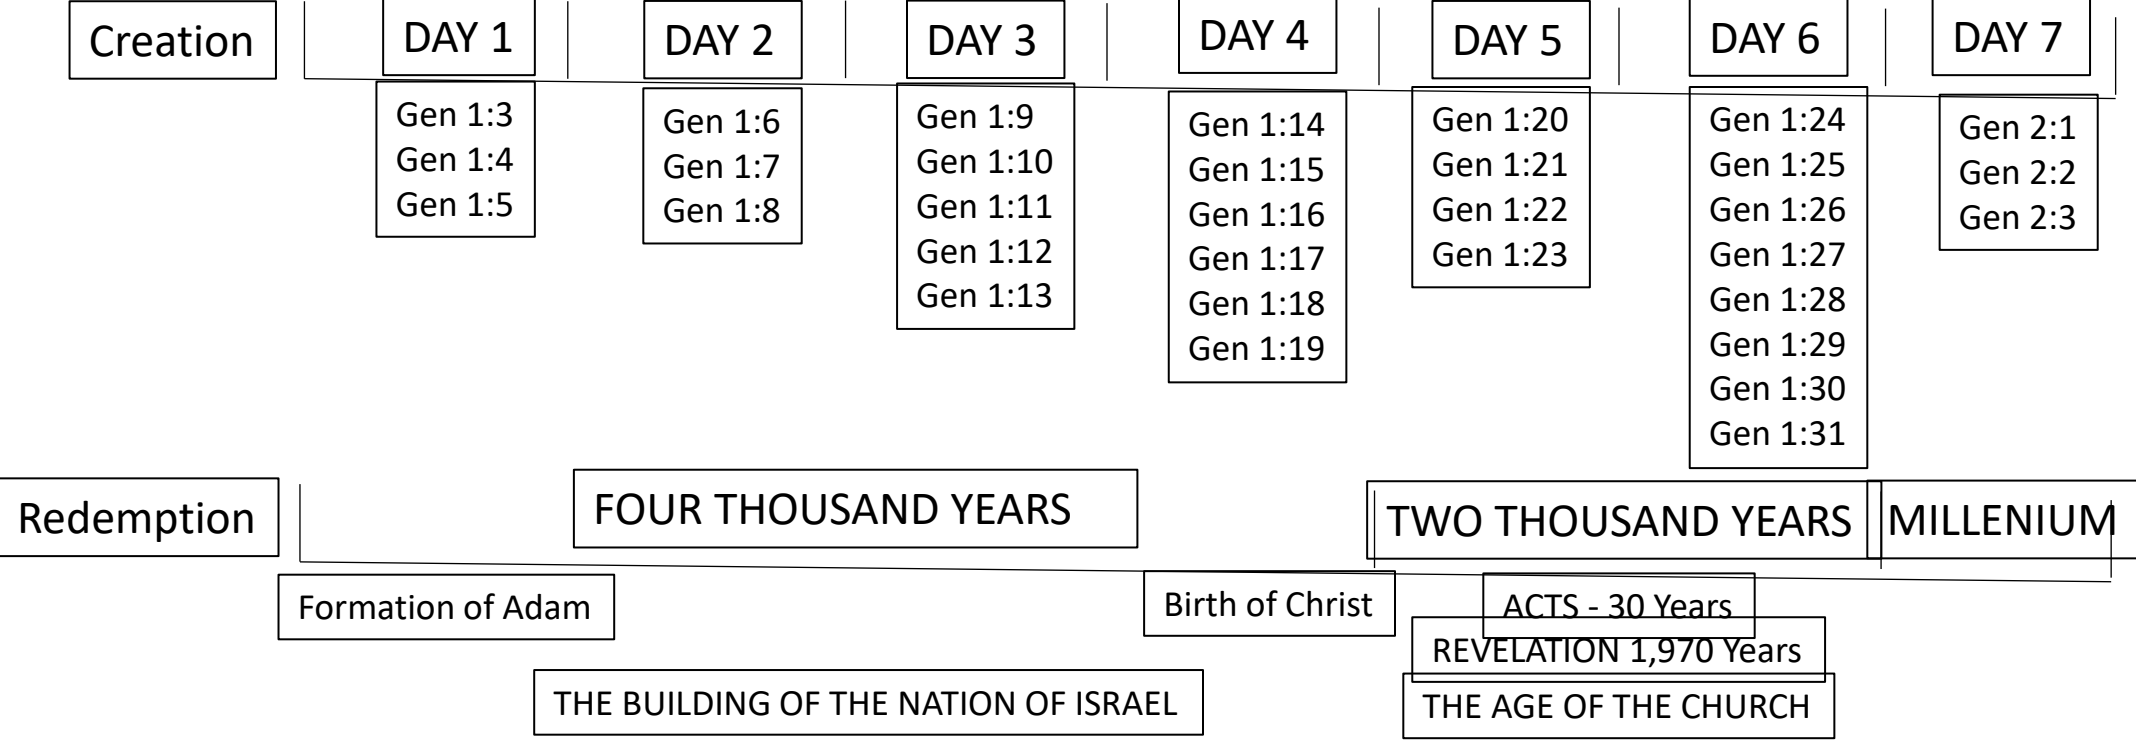 Creation
DAY 1
DAY 2
DAY 3
DAY 4
DAY 5
DAY 6
DAY 7
Gen 1:3
Gen 1:4
Gen 1:5
Gen 1:6
Gen 1:7
Gen 1:8
Gen 1:9
Gen 1:10
Gen 1:11
Gen 1:12
Gen 1:13
Gen 1:14
Gen 1:15
Gen 1:16
Gen 1:17
Gen 1:18
Gen 1:19
Gen 1:20
Gen 1:21
Gen 1:22
Gen 1:23
Gen 1:24
Gen 1:25
Gen 1:26
Gen 1:27
Gen 1:28
Gen 1:29
Gen 1:30
Gen 1:31
Gen 2:1
Gen 2:2
Gen 2:3
Redemption
FOUR THOUSAND YEARS
TWO THOUSAND YEARS
MILLENIUM
Formation of Adam
Birth of Christ
ACTS - 30 Years
REVELATION 1,970 Years
THE BUILDING OF THE NATION OF ISRAEL
THE AGE OF THE CHURCH